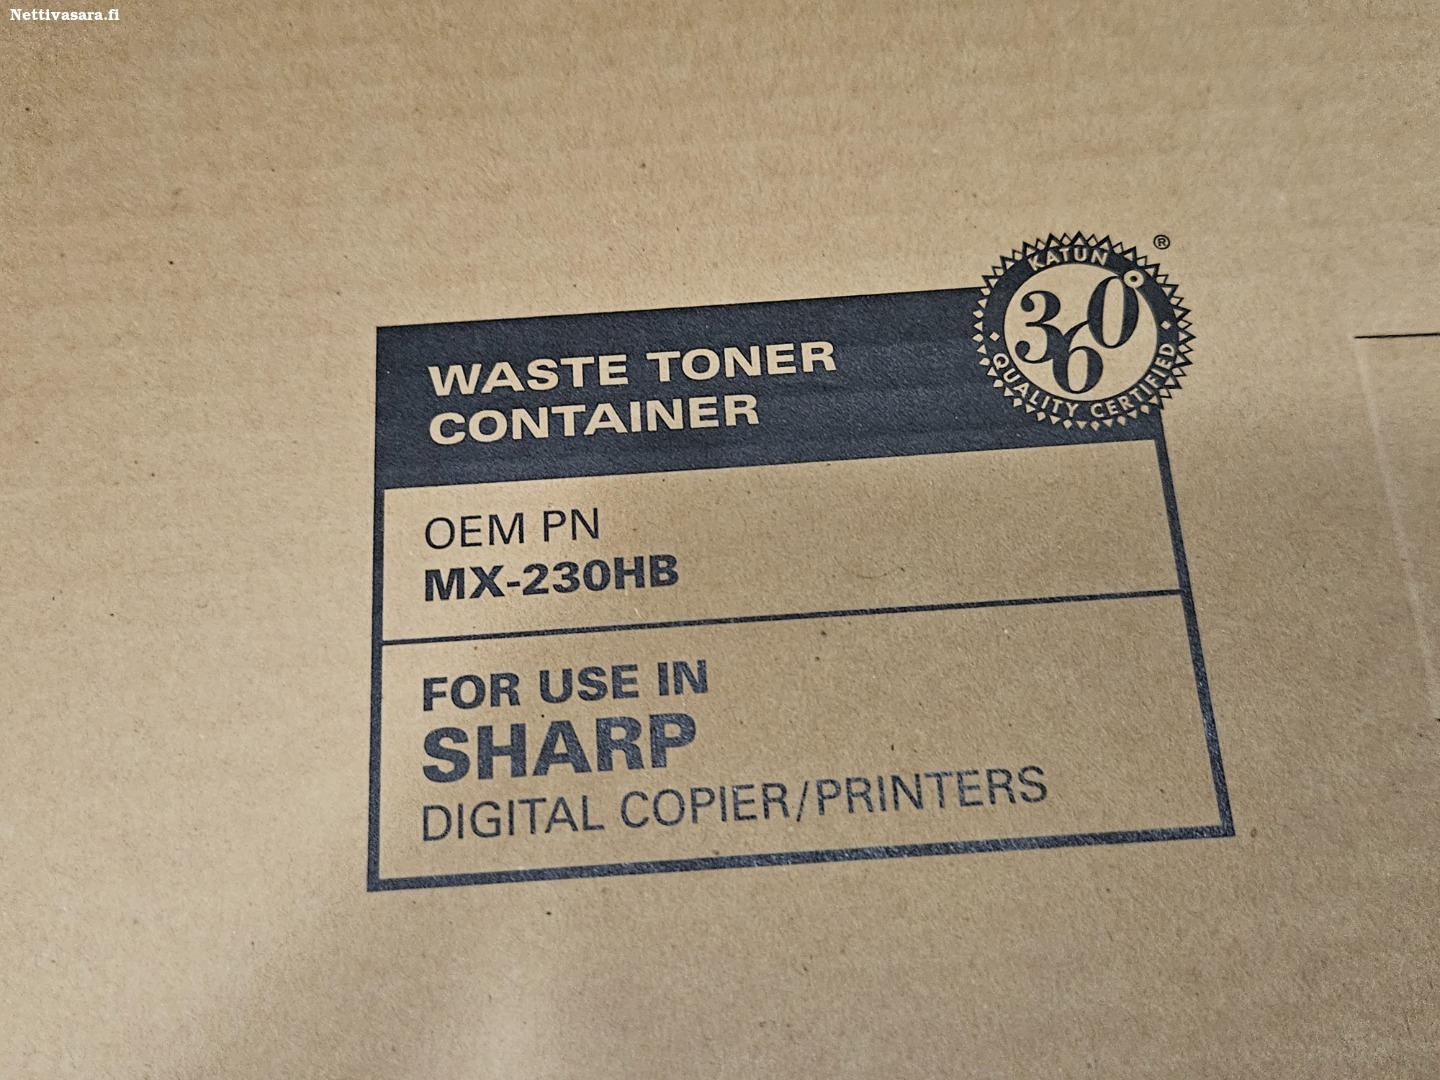 Nettivasara.fi
KATUN ®
360°
QUALITY CERTIFIED
WASTE TONER
CONTAINER
OEM PN
MX-230HB
FOR USE IN
SHARP
DIGITAL COPIER/PRINTERS